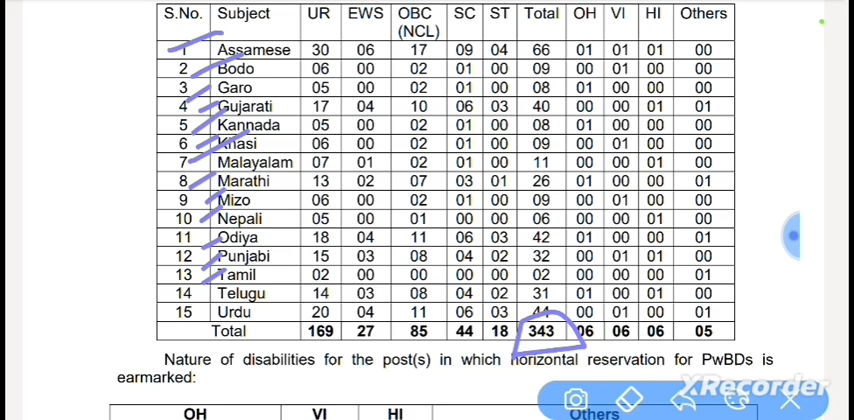 S.No. Subject UR EWS OBC (NCL) SC ST Total OH VI HI Others
1 Assamese 30 06 17 09 04 66 01 01 01 00
2 Bodo 06 00 02 01 00 09 00 01 00 00
3 Garo 05 00 02 01 00 08 01 00 00 00
4 Gujarati 17 04 10 06 03 40 00 00 01 01
5 Kannada 05 00 02 01 00 08 01 00 00 00
6 Khasi 06 00 02 01 00 09 00 01 00 00
7 Malayalam 07 01 02 01 00 11 00 00 01 00
8 Marathi 13 02 07 03 01 26 01 00 00 01
9 Mizo 06 00 02 01 00 09 00 01 00 00
10 Nepali 05 00 01 00 00 06 00 00 01 00
11 Odiya 18 04 11 06 03 42 01 00 00 01
12 Punjabi 15 03 08 04 02 32 00 01 01 00
13 Tamil 02 00 00 00 00 02 00 00 00 01
14 Telugu 14 03 08 04 02 31 01 00 01 00
15 Urdu 20 04 11 06 03 44 00 01 00 01
Total 169 27 85 44 18 343 06 06 06 05
Nature of disabilities for the post(s) in which horizontal reservation for PwBDs is
earmarked:
XRecorder
OH VI HI Others